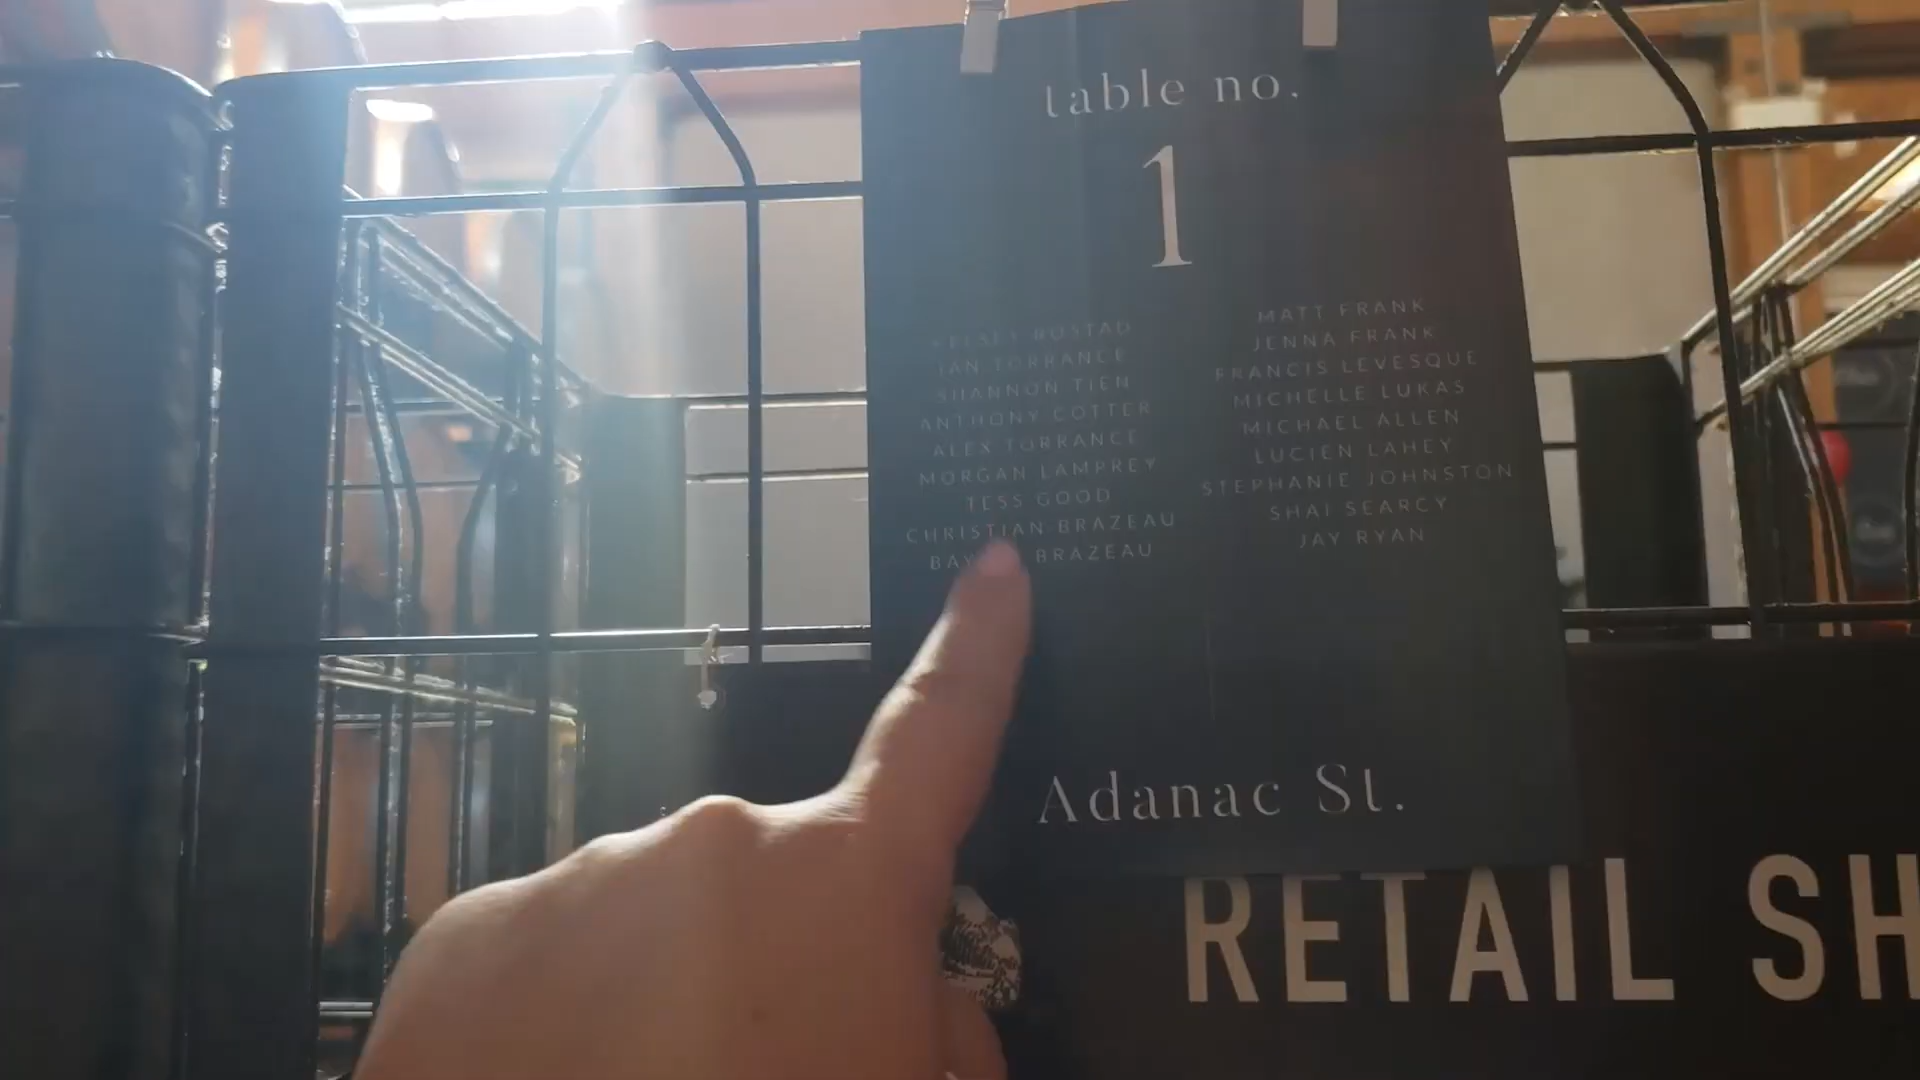 table no.
1
KELSEY RUSTAD
IAN TORRANCE
SHANNON TIEN
ANTHONY COTTER
ALEX TORRANCE
MORGAN LAMPREY
TESS GOOD
CHRISTIAN BRAZEAU
BRAZEAU
MATT FRANK
JENNA FRANK
FRANCIS LEVESQUE
MICHELLE LUKAS
MICHAEL ALLEN
LUCIEN LAHEY
STEPHANIE JOHNSTON
SHAI SEARCY
JAY RYAN
Adanac St.
RETAIL SH